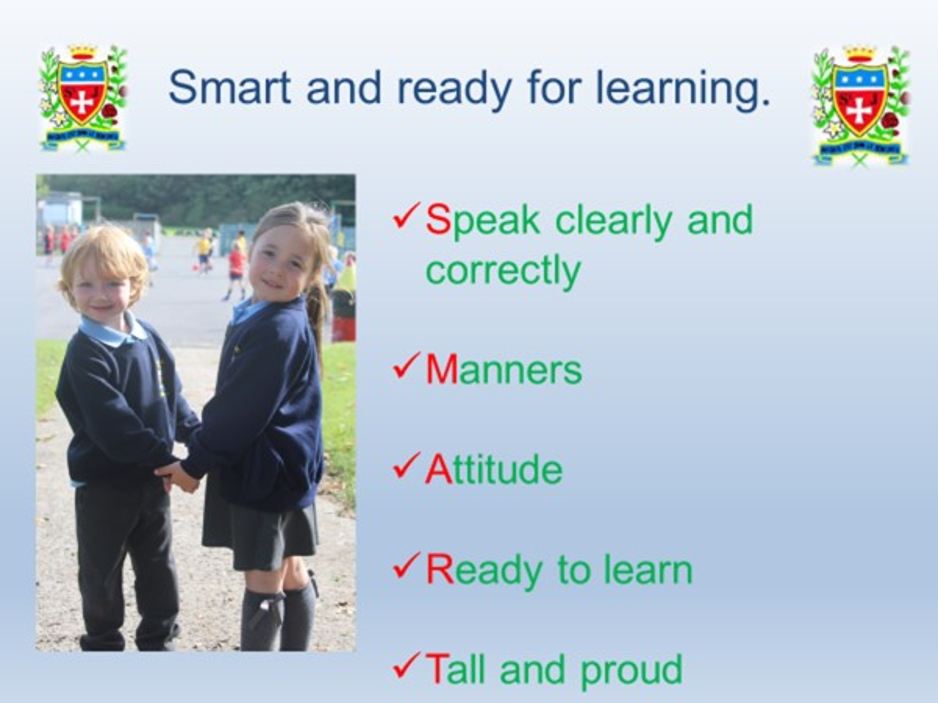 Smart and ready for learning.
✓Speak clearly and
correctly
✓Manners
✓Attitude
✓Ready to learn
✓Tall and proud